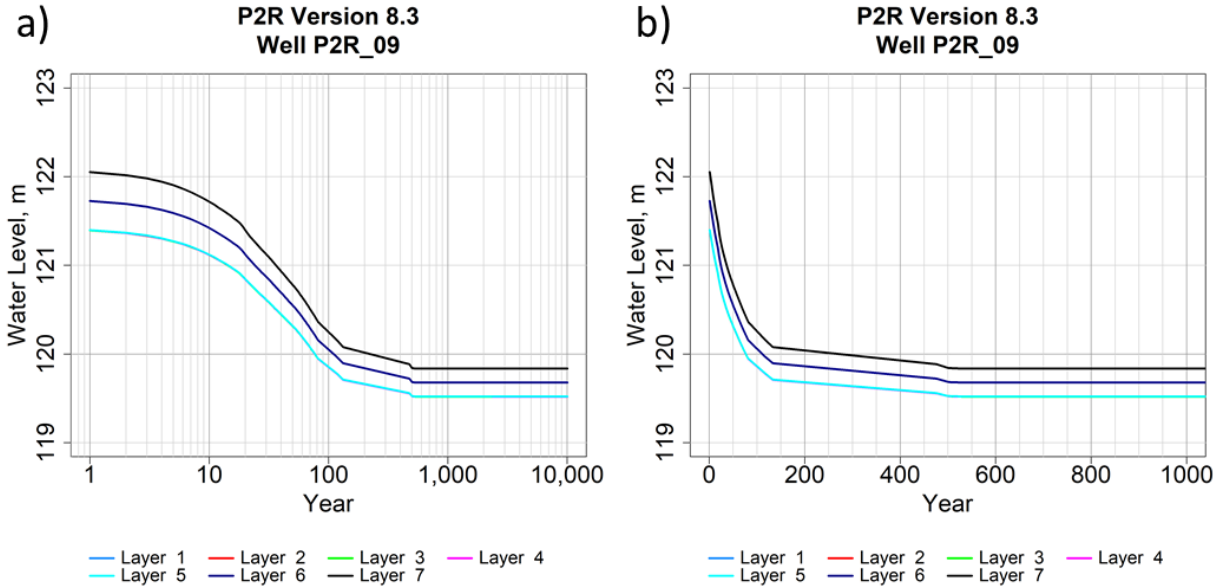 a)
P2R Version 8.3
Well P2R_09
Water Level, m
123
122
121
120
119
1 10 100 1,000 10,000
Year
Layer 1 Layer 2 Layer 3 Layer 4
Layer 5 Layer 6 Layer 7
b)
P2R Version 8.3
Well P2R_09
Water Level, m
123
122
121
120
119
0 200 400 600 800 1000
Year
Layer 1 Layer 2 Layer 3 Layer 4
Layer 5 Layer 6 Layer 7